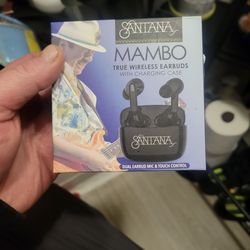 SANTANA
MAMBO
TRUE WIRELESS EARBUDS
WITH CHARGING CASE
SANTANA
DUAL EARBUD MIC & TOUCH CONTROL